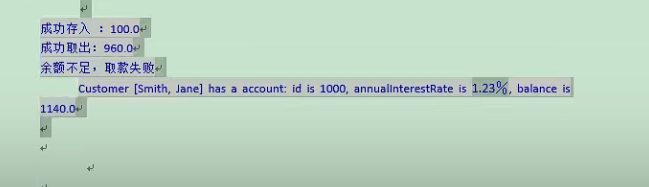 成功存入 ：100.0
成功取出：960.0
余额不足，取款失败
Customer [Smith, Jane] has a account: id is 1000, annualInterestRate is 1.23％, balance is
1140.0